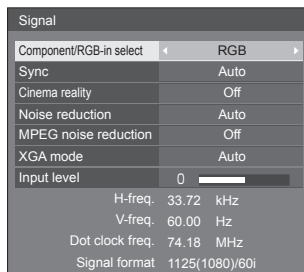 Signal
Component/RGB-in select RGB
Sync Auto
Cinema reality Off
Noise reduction Auto
MPEG noise reduction Off
XGA mode Auto
Input level 0
H-freq. 33.72 kHz
V-freq. 60.00 Hz
Dot clock freq. 74.18 MHz
Signal format 1125(1080)/60i